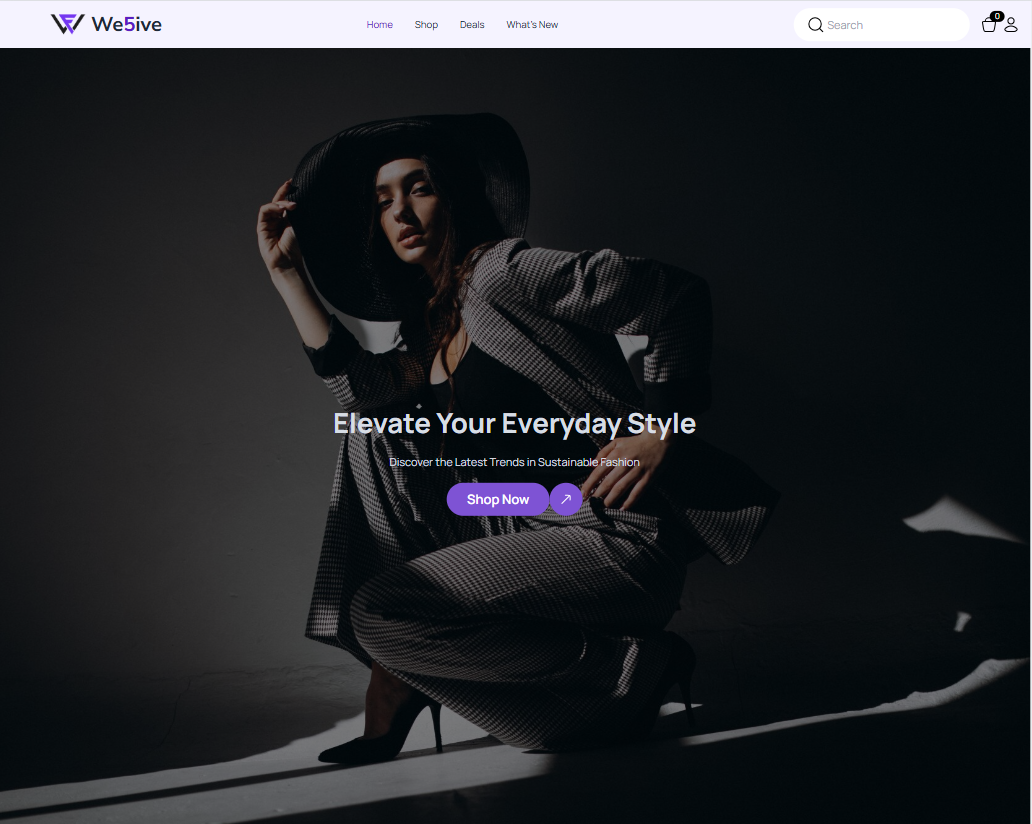 We5ive
Home
Shop
Deals
What's New
Search
0
Elevate Your Everyday Style
Discover the Latest Trends in Sustainable Fashion
Shop Now